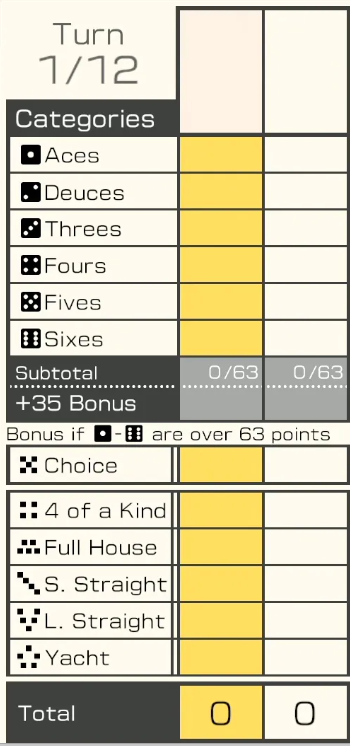 Turn
1/12
Categories
Aces
Deuces
Threes
Fours
Fives
Sixes
Subtotal 0/63 0/63
+35 Bonus
Bonus if - are over 63 points
Choice
4 of a Kind
Full House
S. Straight
L. Straight
Yacht
Total 0 0